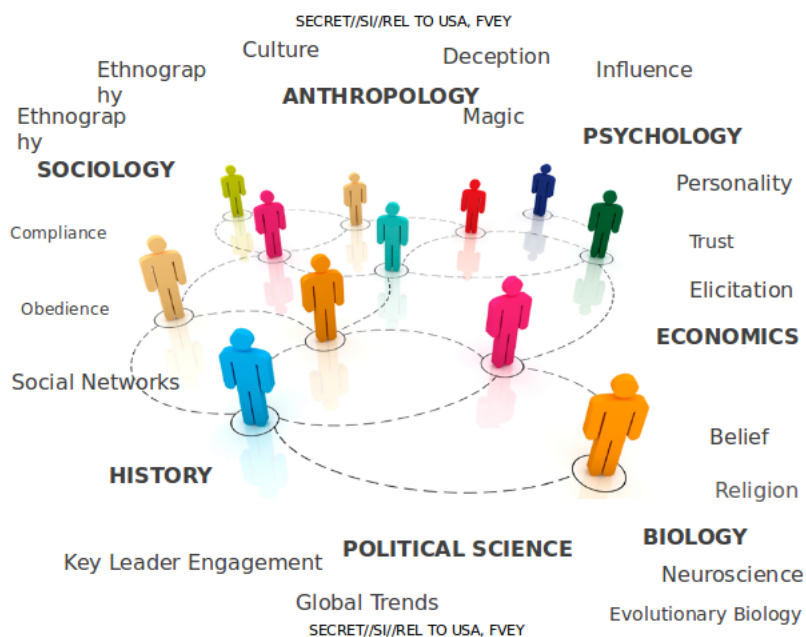 SECRET//SI//REL TO USA, FVEY
Culture
Deception
Influence
Ethnograp
hy
ANTHROPOLOGY
Magic
Ethnograp
hy
PSYCHOLOGY
SOCIOLOGY
Personality
Compliance
Trust
Elicitation
Obedience
ECONOMICS
Social Networks
Belief
HISTORY
Religion
BIOLOGY
POLITICAL SCIENCE
Key Leader Engagement
Neuroscience
Global Trends
Evolutionary Biology
SECRET//SI//REL TO USA, FVEY